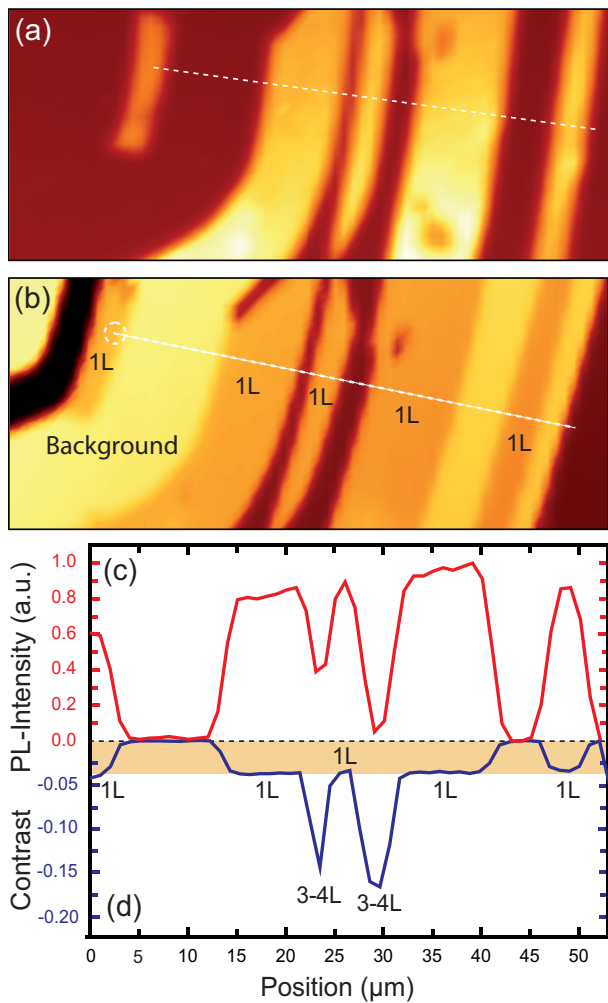 (a)
(b)
1L
1L
1L
1L
1L
Background
(c)
PL-Intensity (a.u.)
1.0
0.8
0.6
0.4
0.2
0.0
1L
1L
1L
1L
1L
-0.05
-0.10
-0.15
-0.20
Contrast
3-4L
3-4L
(d)
0 5 10 15 20 25 30 35 40 45 50
Position (µm)